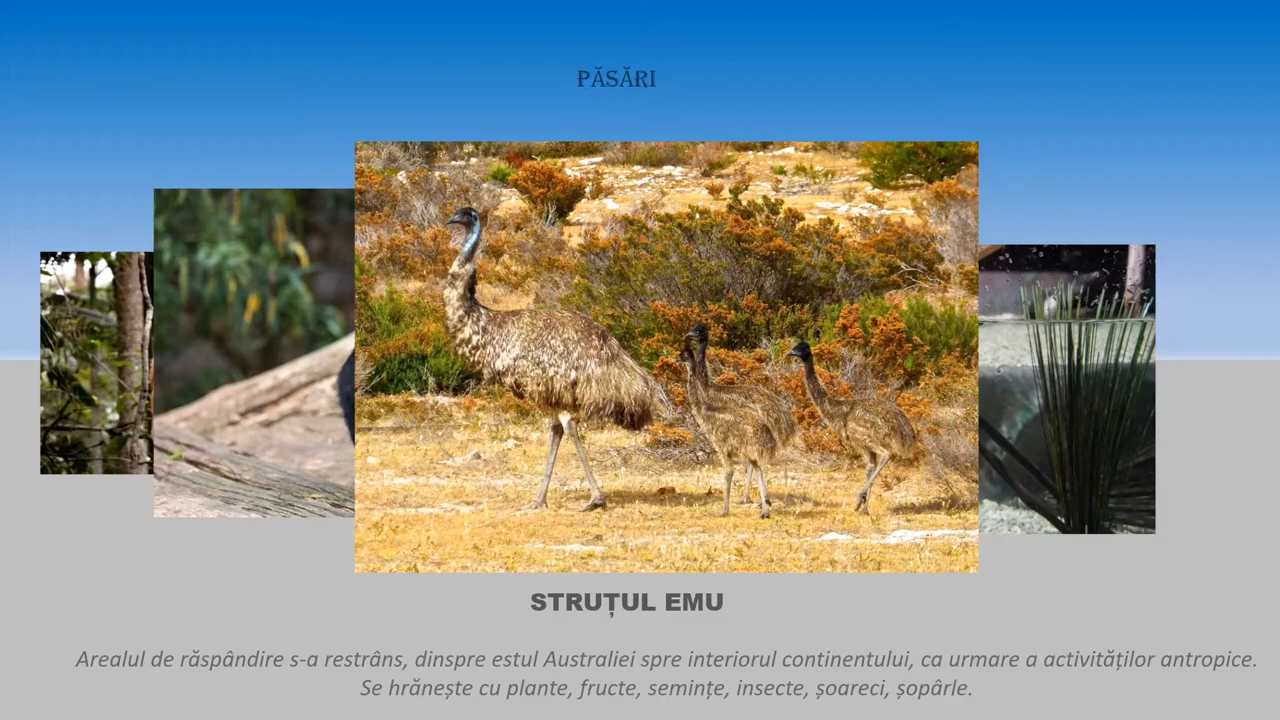 PĂSĂRI
STRUȚUL EMU
Arealul de răspândire s-a restrâns, dinspre estul Australiei spre interiorul continentului, ca urmare a activităților antropice.
Se hrănește cu plante, fructe, semințe, insecte, șoareci, șopârle.